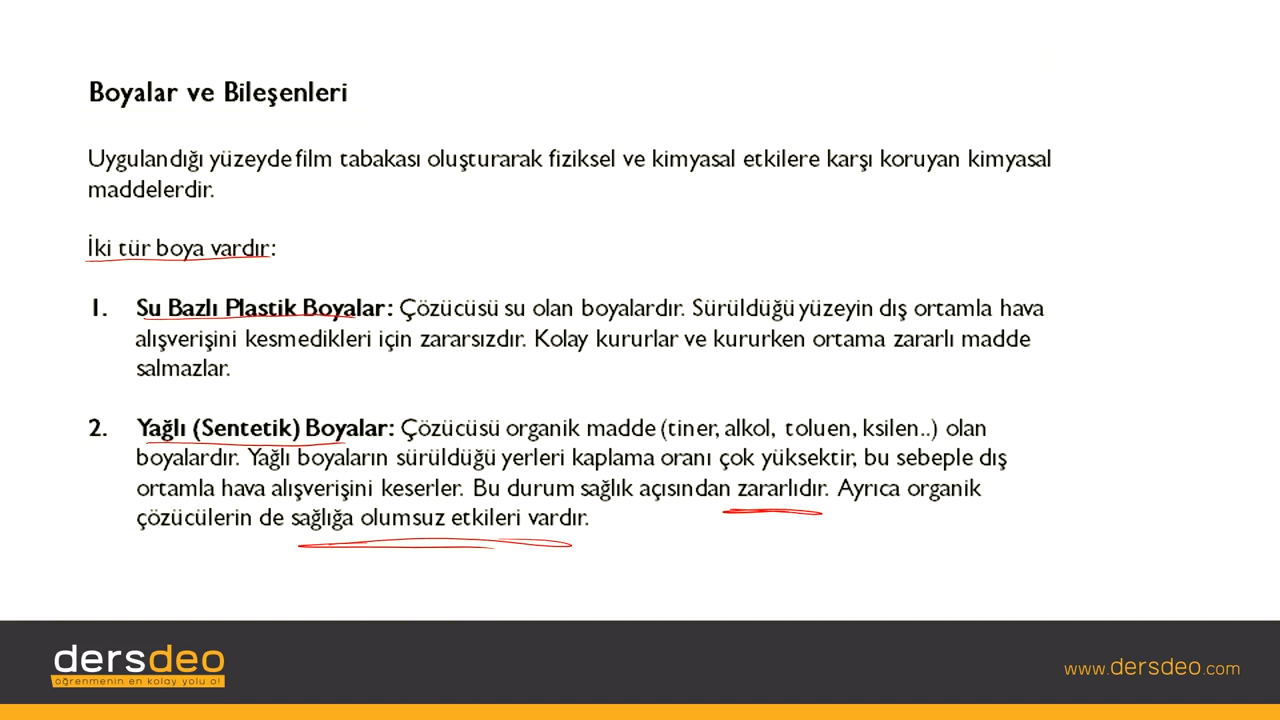 Boyalar ve Bileşenleri
Uygulandığı yüzeyde film tabakası oluşturarak fiziksel ve kimyasal etkilere karşı koruyan kimyasal
maddelerdir.
İki tür boya vardır:
1. Su Bazlı Plastik Boyalar: Çözücüsü su olan boyalardır. Sürüldüğü yüzeyin dış ortamla hava
alışverişini kesmedikleri için zararsızdır. Kolay kururlar ve kururken ortama zararlı madde
salmazlar.
2. Yağlı (Sentetik) Boyalar: Çözücüsü organik madde (tiner, alkol, toluen, ksilen..) olan
boyalardır. Yağlı boyaların sürüldüğü yerleri kaplama oranı çok yüksektir, bu sebeple dış
ortamla hava alışverişini keserler. Bu durum sağlık açısından zararlıdır. Ayrıca organik
çözücülerin de sağlığa olumsuz etkileri vardır.
dersdeo
öğrenmenin en kolay yolu o!
www.dersdeo.com